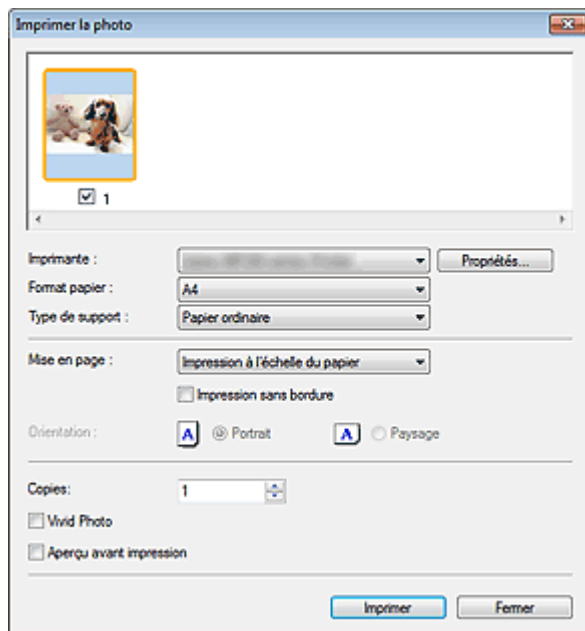 Imprimer la photo
1
Imprimante :
Propriétés...
Format papier :
A4
Type de support :
Papier ordinaire
Mise en page :
Impression à l'échelle du papier
Impression sans bordure
Orientation :
A
Portrait
A
Paysage
Copies:
1
Vivid Photo
Aperçu avant impression
Imprimer
Fermer